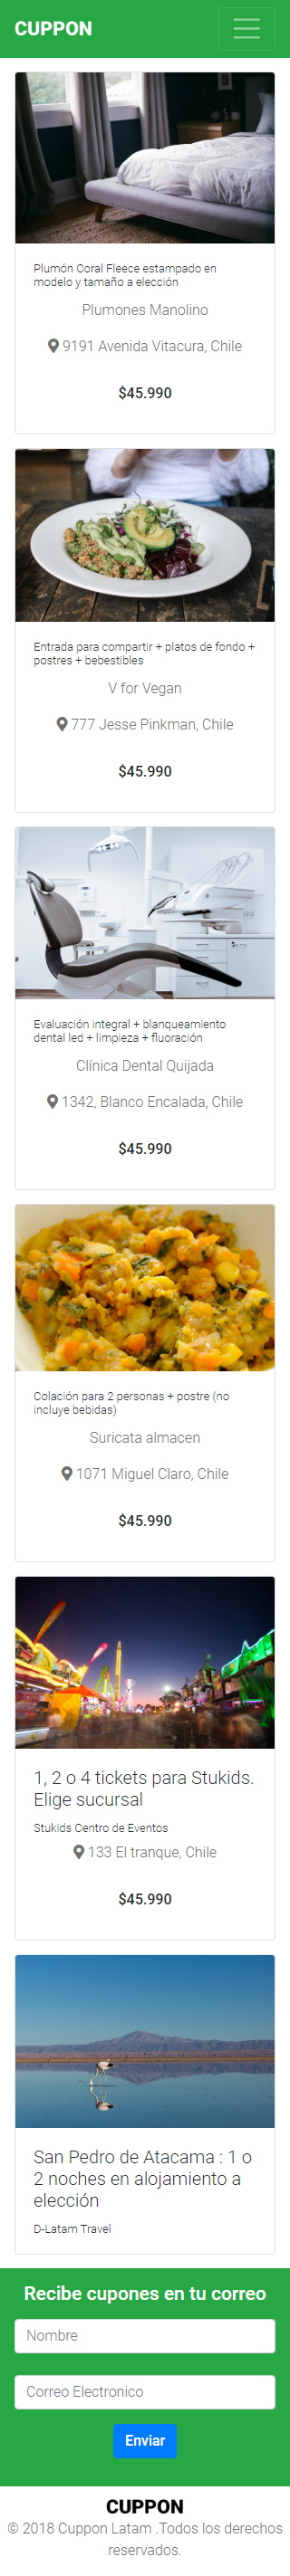 CUPPON
Plumón Coral Fleece estampado en
modelo y tamaño a elección
Plumones Manolino
9191 Avenida Vitacura, Chile
$45.990
Entrada para compartir + platos de fondo +
postres + bebestibles
V for Vegan
777 Jesse Pinkman, Chile
$45.990
Evaluación integral + blanqueamiento
dental led + limpieza + fluoración
Clínica Dental Quijada
1342, Blanco Encalada, Chile
$45.990
Colación para 2 personas + postre (no
incluye bebidas)
Suricata almacen
1071 Miguel Claro, Chile
$45.990
1, 2 o 4 tickets para Stukids.
Elige sucursal
Stukids Centro de Eventos
133 El tranque, Chile
$45.990
San Pedro de Atacama : 1 o
2 noches en alojamiento a
elección
D-Latam Travel
Recibe cupones en tu correo
Nombre
Correo Electronico
Enviar
CUPPON
© 2018 Cuppon Latam .Todos los derechos
reservados.